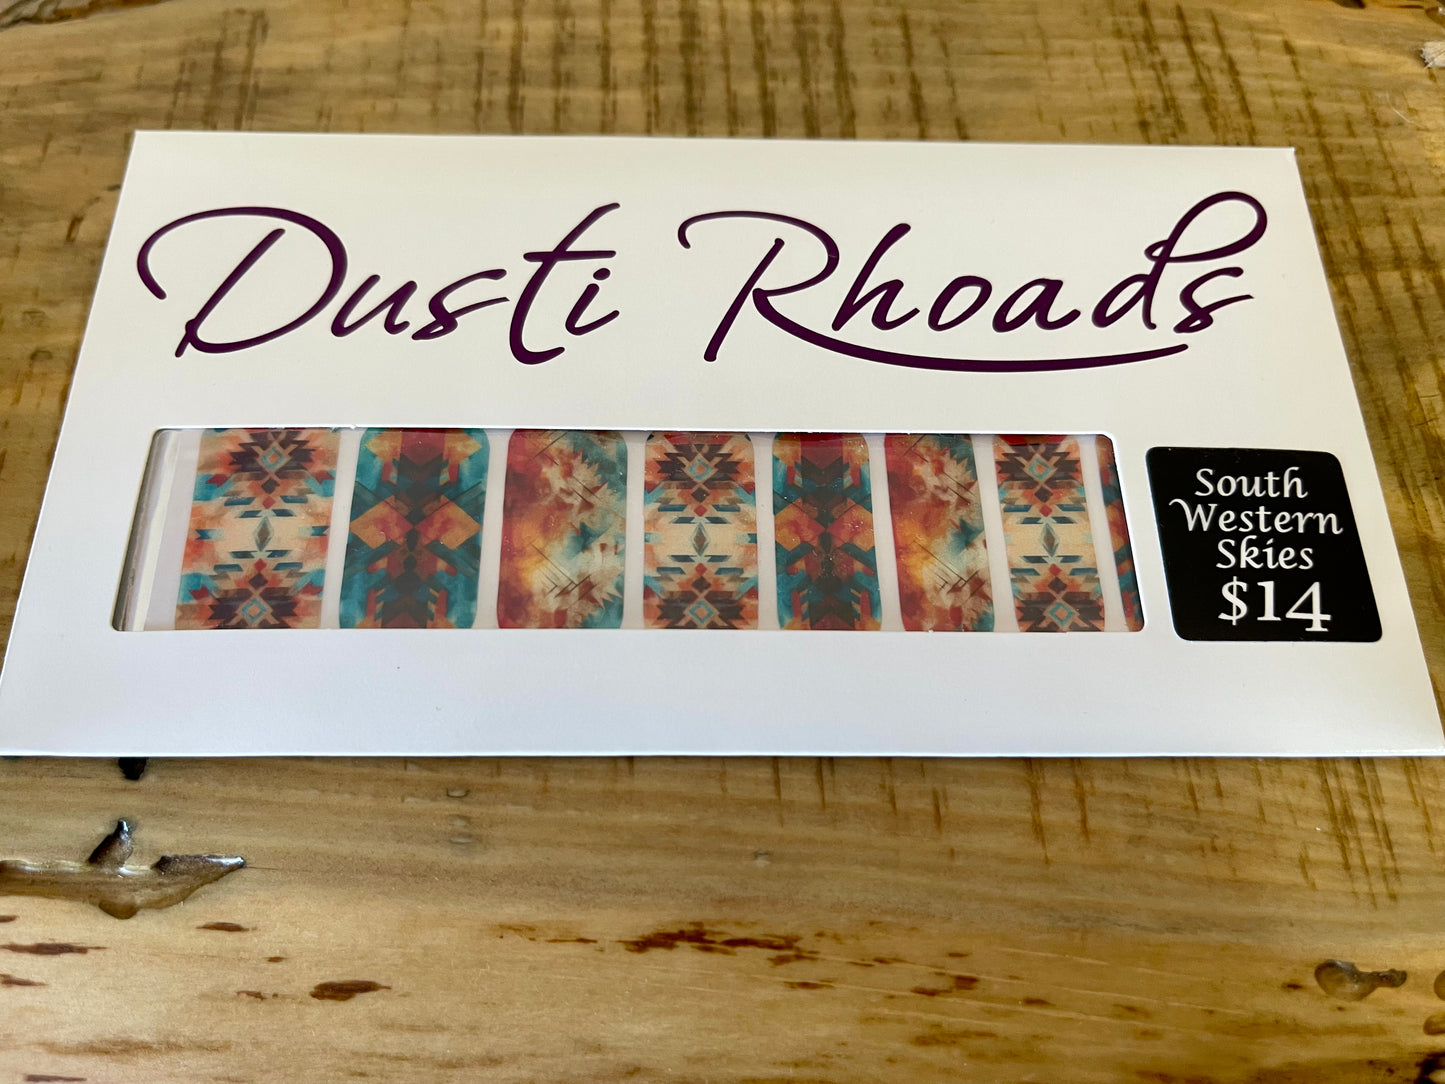 Dusti Rhoads
South
Western
Skies
$14